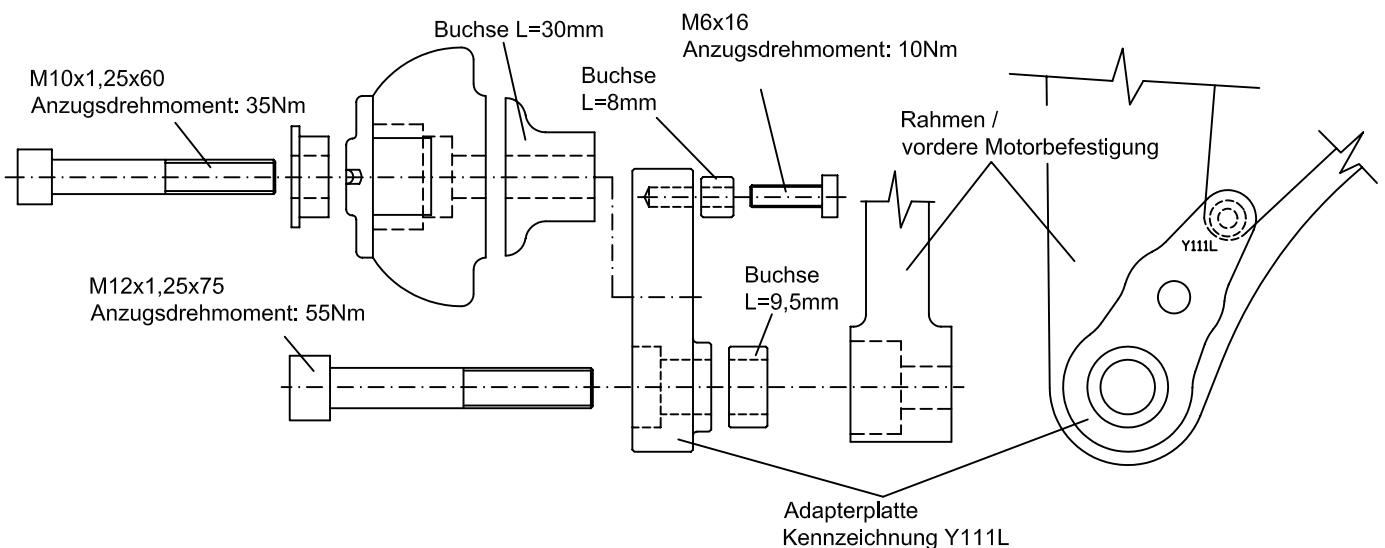 Buchse L=30mm
M6x16
Anzugsdrehmoment: 10Nm
M10x1,25x60
Anzugsdrehmoment: 35Nm
Buchse
L=8mm
Rahmen /
vordere Motorbefestigung
Y111L
M12x1,25x75
Anzugsdrehmoment: 55Nm
Buchse
L=9,5mm
Adapterplatte
Kennzeichnung Y111L